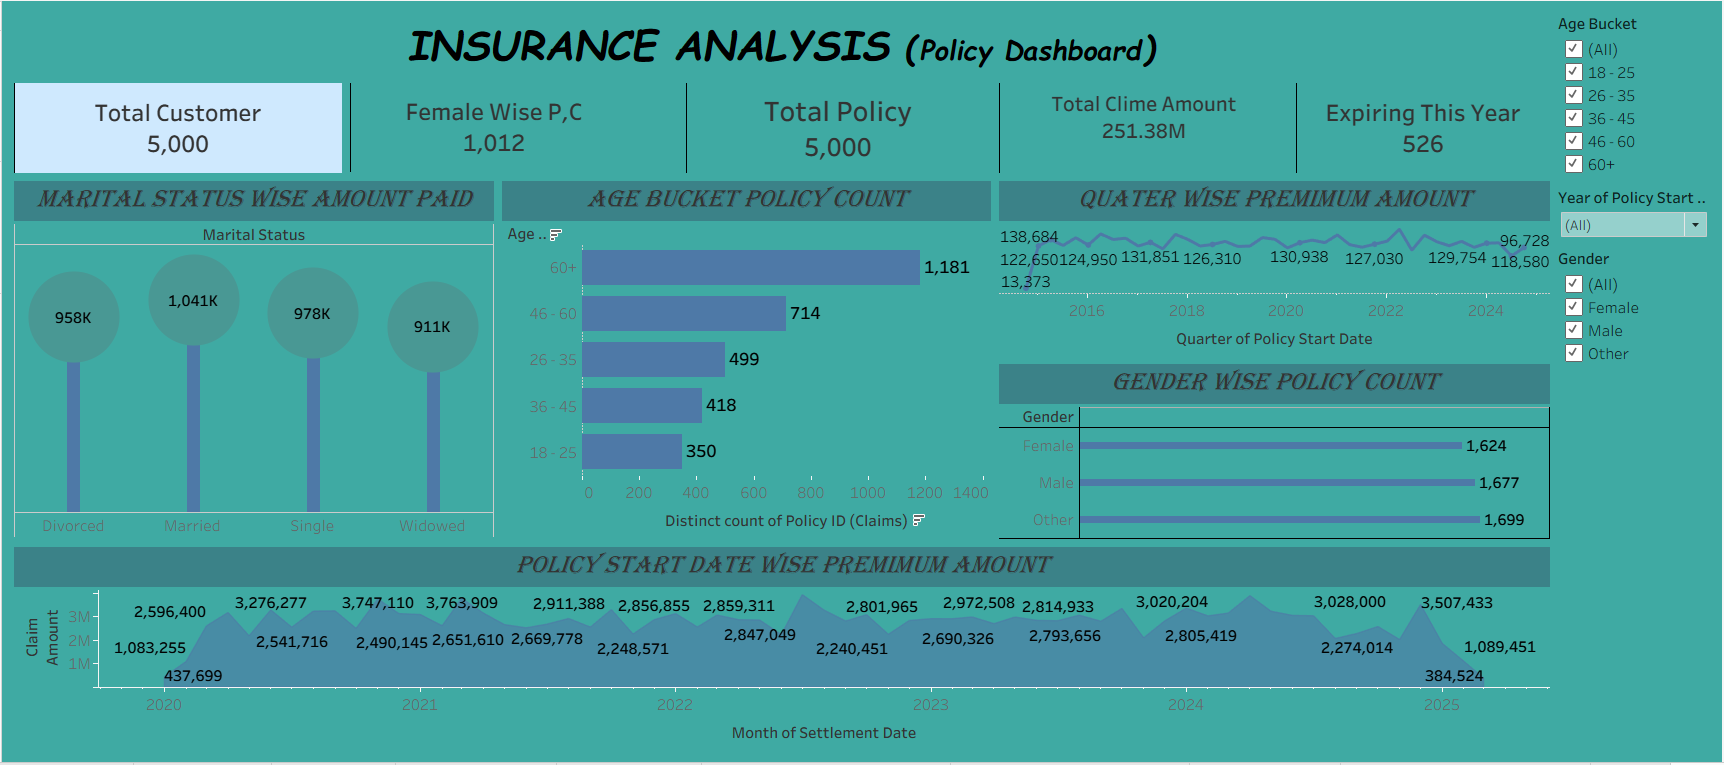 INSURANCE ANALYSIS (Policy Dashboard)
Total Customer
5,000
Female Wise P,C
1,012
Total Policy
5,000
Total Clime Amount
251.38M
Expiring This Year
526
Age Bucket
(All)
18 - 25
26 - 35
36 - 45
46 - 60
60+
Year of Policy Start ..
(All)
Gender
(All)
Female
Male
Other
MARITAL STATUS WISE AMOUNT PAID
Marital Status
958K
1,041K
978K
911K
Divorced Married Single Widowed
AGE BUCKET POLICY COUNT
Age ..
60+ 1,181
46 - 60 714
26 - 35 499
36 - 45 418
18 - 25 350
0 200 400 600 800 1000 1200 1400
Distinct count of Policy ID (Claims)
QUATER WISE PREMIMUM AMOUNT
138,684 96,728
122,650 124,950 131,851 126,310 130,938 127,030 129,754 118,580
13,373
2016 2018 2020 2022 2024
Quarter of Policy Start Date
GENDER WISE POLICY COUNT
Gender
Female 1,624
Male 1,677
Other 1,699
POLICY START DATE WISE PREMIMUM AMOUNT
Claim
Amount
3M
2M
1M
2,596,400 3,276,277 3,747,110 3,763,909 2,911,388 2,856,855 2,859,311 2,801,965 2,972,508 2,814,933 3,020,204 3,028,000 3,507,433
1,083,255 2,541,716 2,490,145 2,651,610 2,669,778 2,248,571 2,847,049 2,240,451 2,690,326 2,793,656 2,805,419 2,274,014 1,089,451
437,699 384,524
2020 2021 2022 2023 2024 2025
Month of Settlement Date